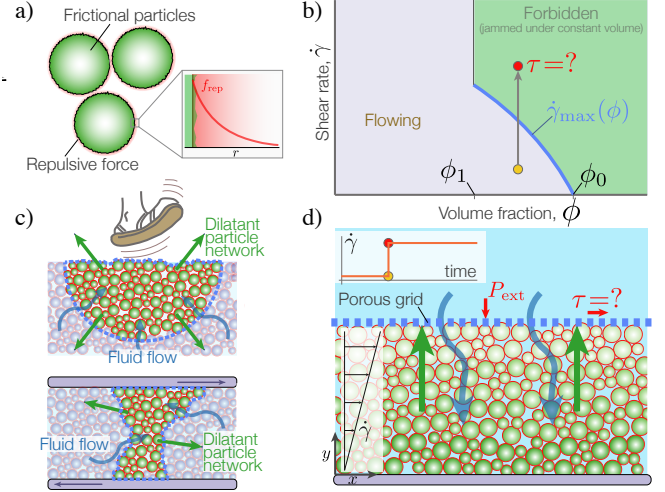 a)
Frictional particles
f_rep
r
Repulsive force
b)
Forbidden
(jammed under constant volume)
τ=?
Shear rate, γ̇
Flowing
γ̇_max(ϕ)
ϕ_1
ϕ_0
Volume fraction, ϕ
c)
Dilatant
particle
network
Fluid flow
Fluid flow
Dilatant
particle
network
d)
γ̇
time
P_ext
τ=?
Porous grid
γ̇
y
x